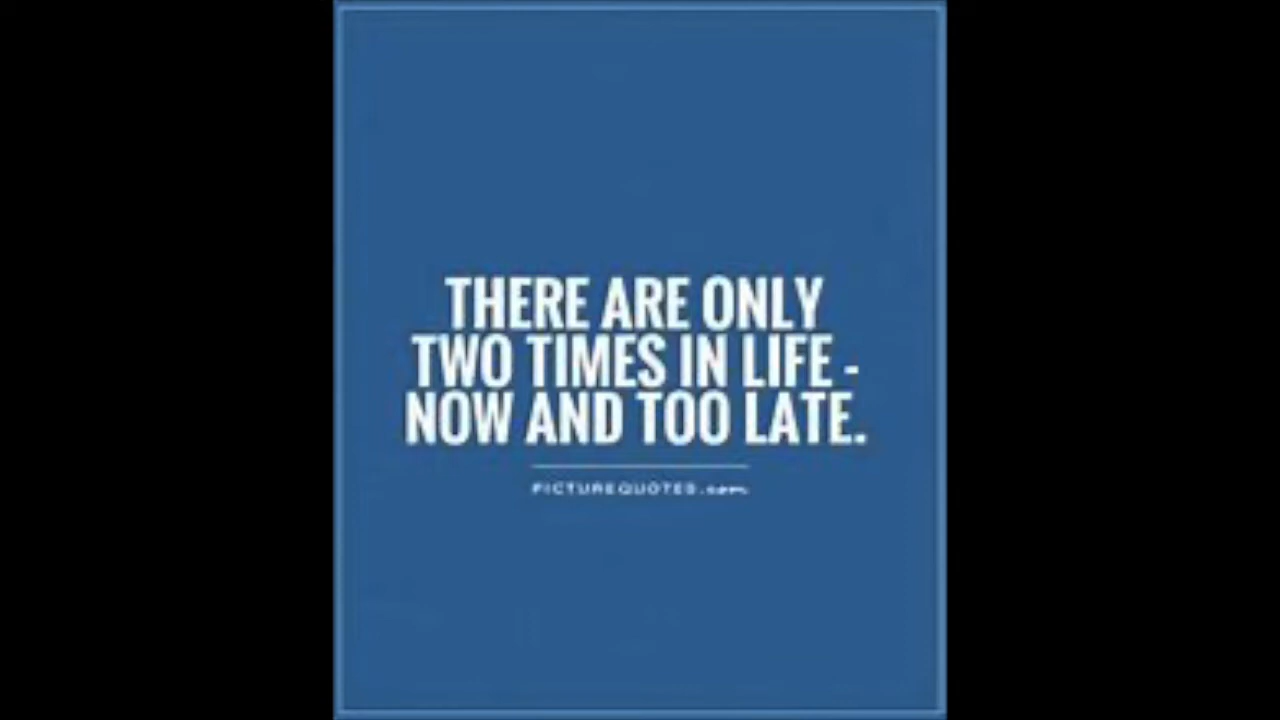 THERE ARE ONLY
TWO TIMES IN LIFE -
NOW AND TOO LATE.
PICTUREQUOTES.com